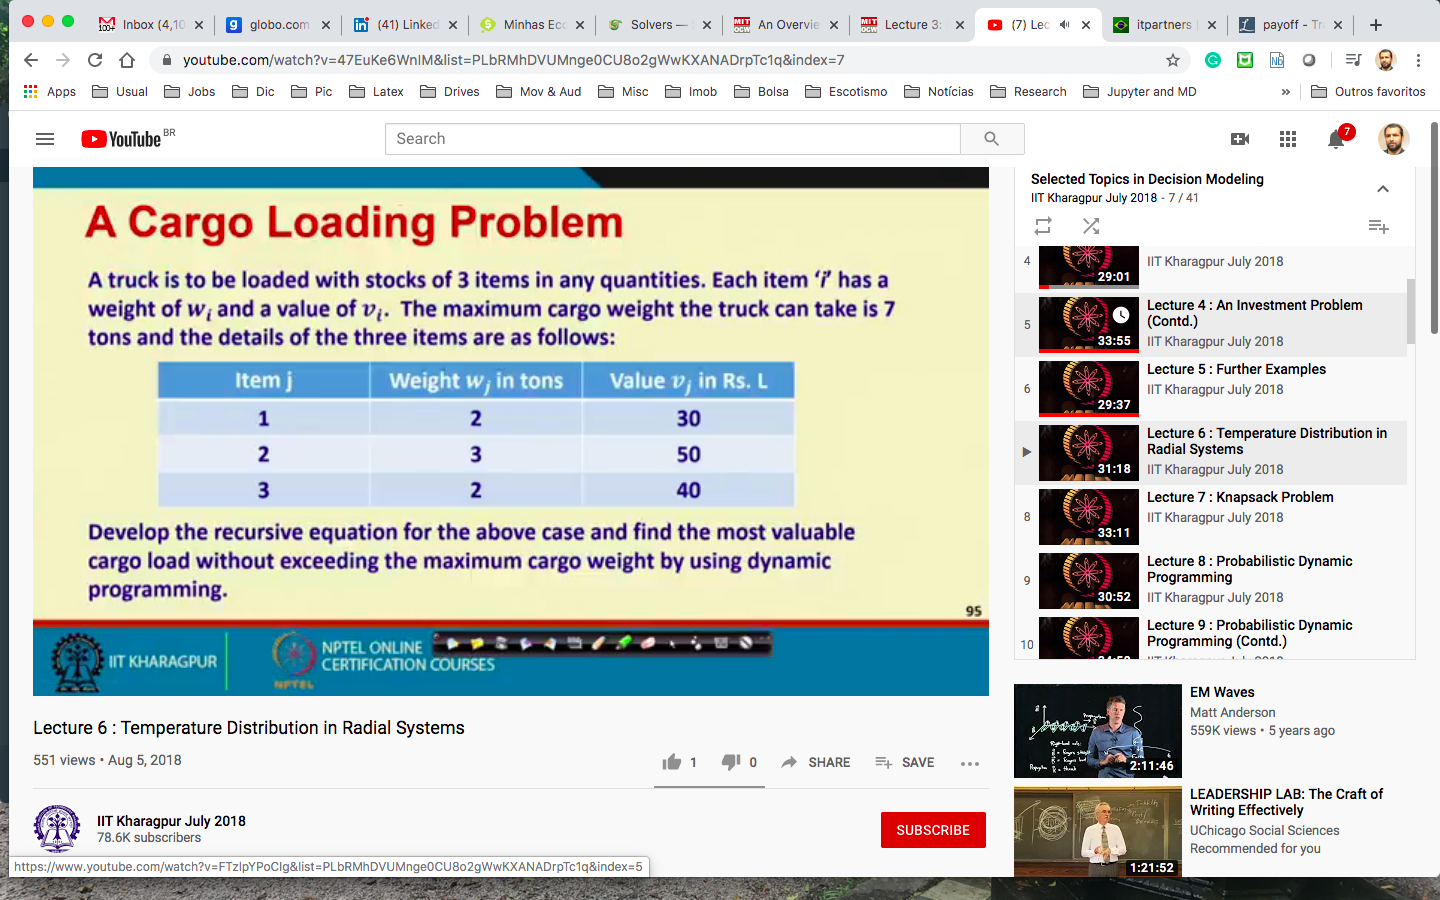 Inbox (4,10
globo.com
(41) Linked
Minhas Ecc
Solvers —
An Overvie
Lecture 3:
(7) Lec
itpartners
payoff - Tra
youtube.com/watch?v=47EuKe6WnIM&list=PLbRMhDVUMnge0CU8o2gWwKXANADrpTc1q&index=7
Apps
Usual
Jobs
Dic
Pic
Latex
Drives
Mov & Aud
Misc
Imob
Bolsa
Escotismo
Notícias
Research
Jupyter and MD
»
Outros favoritos
YouTube BR
Search
7
A Cargo Loading Problem
A truck is to be loaded with stocks of 3 items in any quantities. Each item ‘i’ has a
weight of wᵢ and a value of vᵢ. The maximum cargo weight the truck can take is 7
tons and the details of the three items are as follows:
Item j Weight wⱼ in tons Value vⱼ in Rs. L
1 2 30
2 3 50
3 2 40
Develop the recursive equation for the above case and find the most valuable
cargo load without exceeding the maximum cargo weight by using dynamic
programming.
95
IIT KHARAGPUR
NPTEL
NPTEL ONLINE
CERTIFICATION COURSES
Lecture 6 : Temperature Distribution in Radial Systems
551 views • Aug 5, 2018
1
0
SHARE
SAVE
IIT Kharagpur July 2018
78.6K subscribers
SUBSCRIBE
https://www.youtube.com/watch?v=FTzlpYPoCIg&list=PLbRMhDVUMnge0CU8o2gWwKXANADrpTc1q&index=5
Selected Topics in Decision Modeling
IIT Kharagpur July 2018 - 7 / 41
4
29:01
IIT Kharagpur July 2018
5
33:55
Lecture 4 : An Investment Problem
(Contd.)
IIT Kharagpur July 2018
6
29:37
Lecture 5 : Further Examples
IIT Kharagpur July 2018
31:18
Lecture 6 : Temperature Distribution in
Radial Systems
IIT Kharagpur July 2018
8
33:11
Lecture 7 : Knapsack Problem
IIT Kharagpur July 2018
9
30:52
Lecture 8 : Probabilistic Dynamic
Programming
IIT Kharagpur July 2018
10
Lecture 9 : Probabilistic Dynamic
Programming (Contd.)
2:11:46
EM Waves
Matt Anderson
559K views • 5 years ago
1:21:52
LEADERSHIP LAB: The Craft of
Writing Effectively
UChicago Social Sciences
Recommended for you